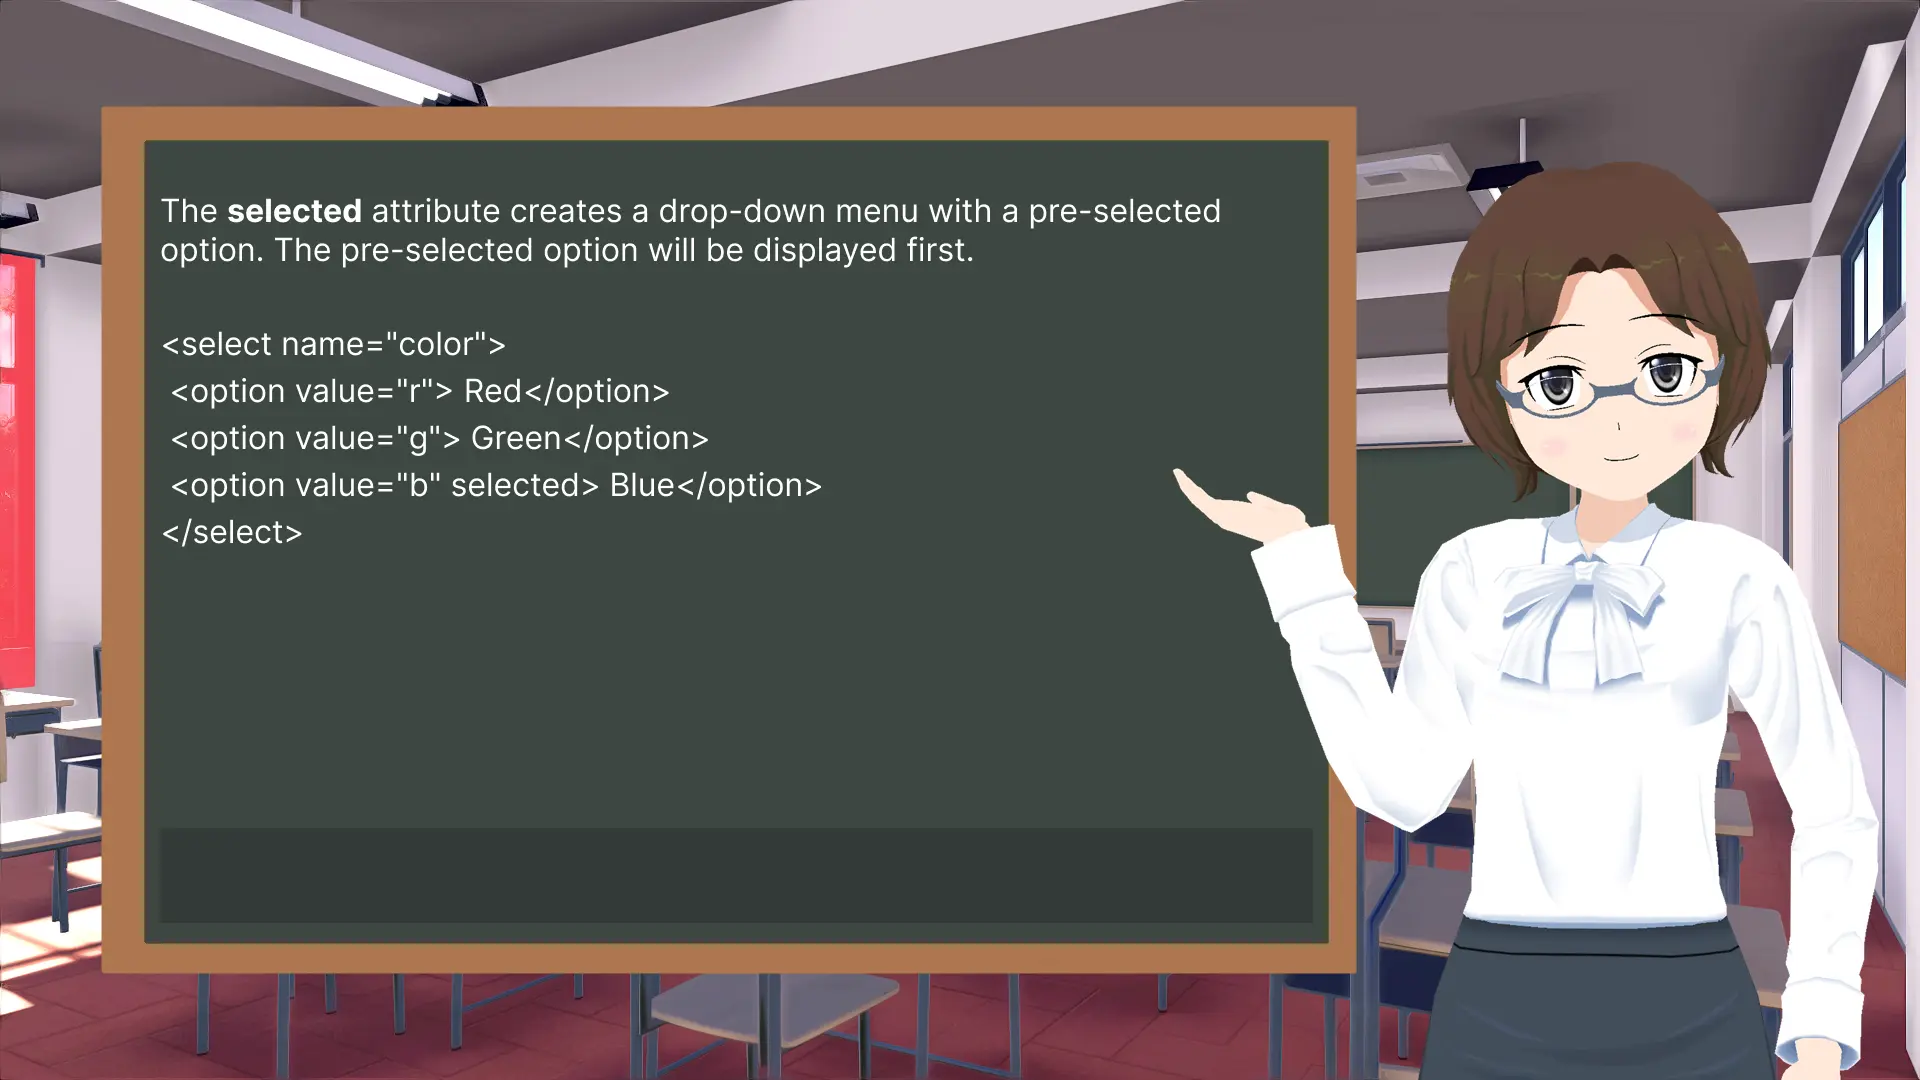 The selected attribute creates a drop-down menu with a pre-selected
option. The pre-selected option will be displayed first.
<select name="color">
<option value="r"> Red</option>
<option value="g"> Green</option>
<option value="b" selected> Blue</option>
</select>